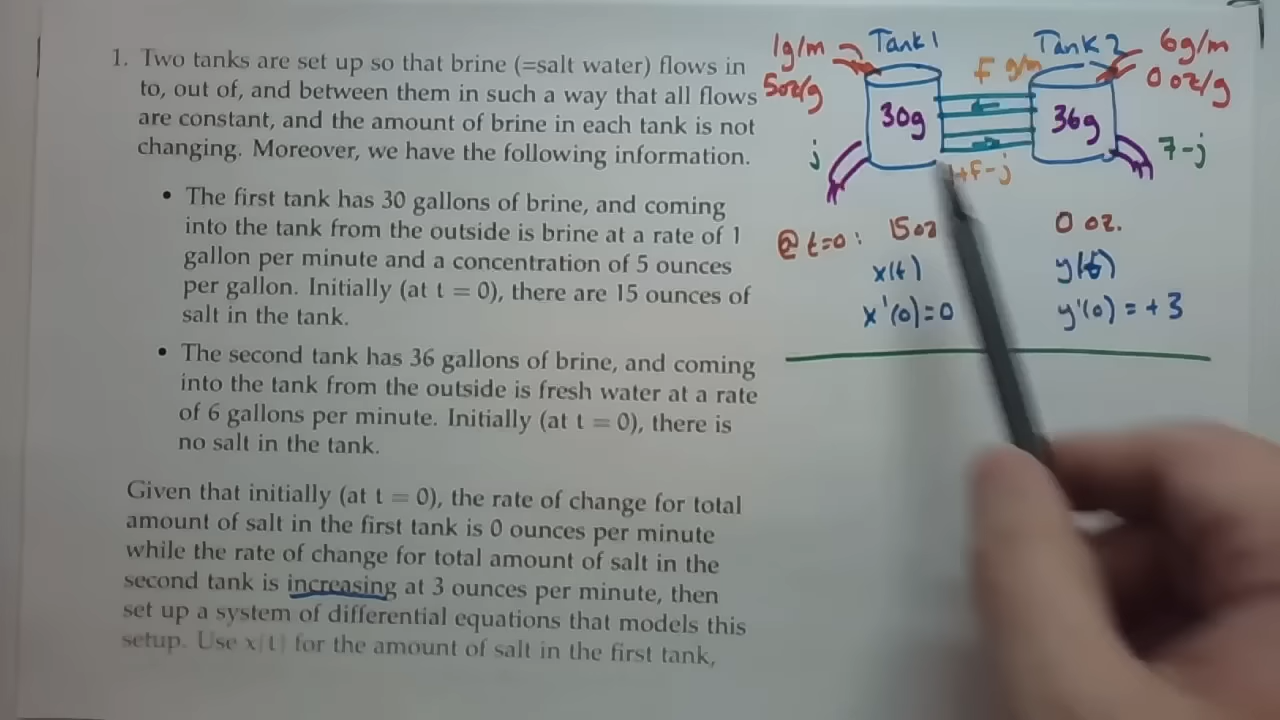 1. Two tanks are set up so that brine (=salt water) flows in
to, out of, and between them in such a way that all flows
are constant, and the amount of brine in each tank is not
changing. Moreover, we have the following information.
• The first tank has 30 gallons of brine, and coming
into the tank from the outside is brine at a rate of 1
gallon per minute and a concentration of 5 ounces
per gallon. Initially (at t = 0), there are 15 ounces of
salt in the tank.
• The second tank has 36 gallons of brine, and coming
into the tank from the outside is fresh water at a rate
of 6 gallons per minute. Initially (at t = 0), there is
no salt in the tank.
Given that initially (at t = 0), the rate of change for total
amount of salt in the first tank is 0 ounces per minute
while the rate of change for total amount of salt in the
second tank is increasing at 3 ounces per minute, then
set up a system of differential equations that models this
setup. Use x(t) for the amount of salt in the first tank,
1g/m Tank 1 Tank 2 6g/m
5oz/g F g/m 0 oz/g
30g 36g
j 7-j
+F-j
@ t=0: 15 oz 0 oz.
x(t) y(t)
x'(0)=0 y'(0) = +3